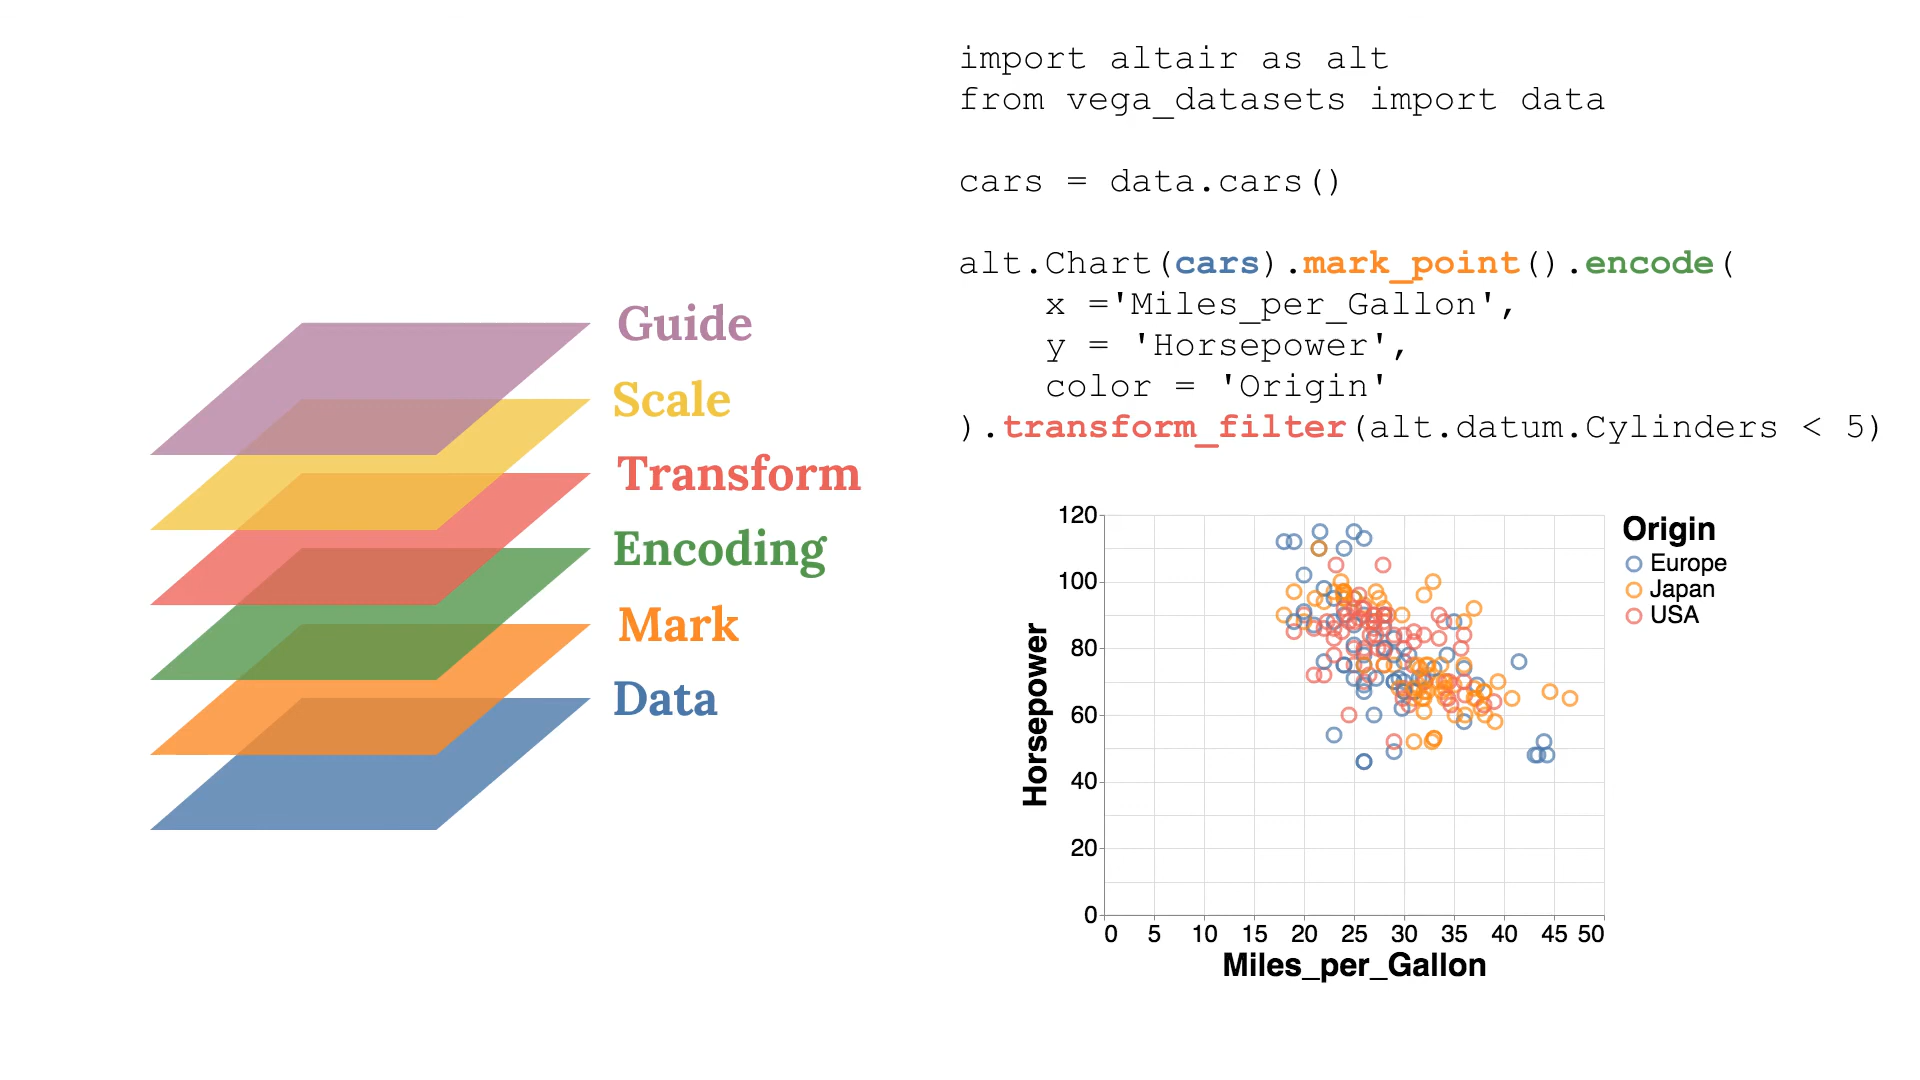 Guide
Scale
Transform
Encoding
Mark
Data
import altair as alt
from vega_datasets import data
cars = data.cars()
alt.Chart(cars).mark_point().encode(
    x ='Miles_per_Gallon',
    y = 'Horsepower',
    color = 'Origin'
).transform_filter(alt.datum.Cylinders < 5)
120
100
80
60
40
20
0
Horsepower
0 5 10 15 20 25 30 35 40 45 50
Miles_per_Gallon
Origin
Europe
Japan
USA